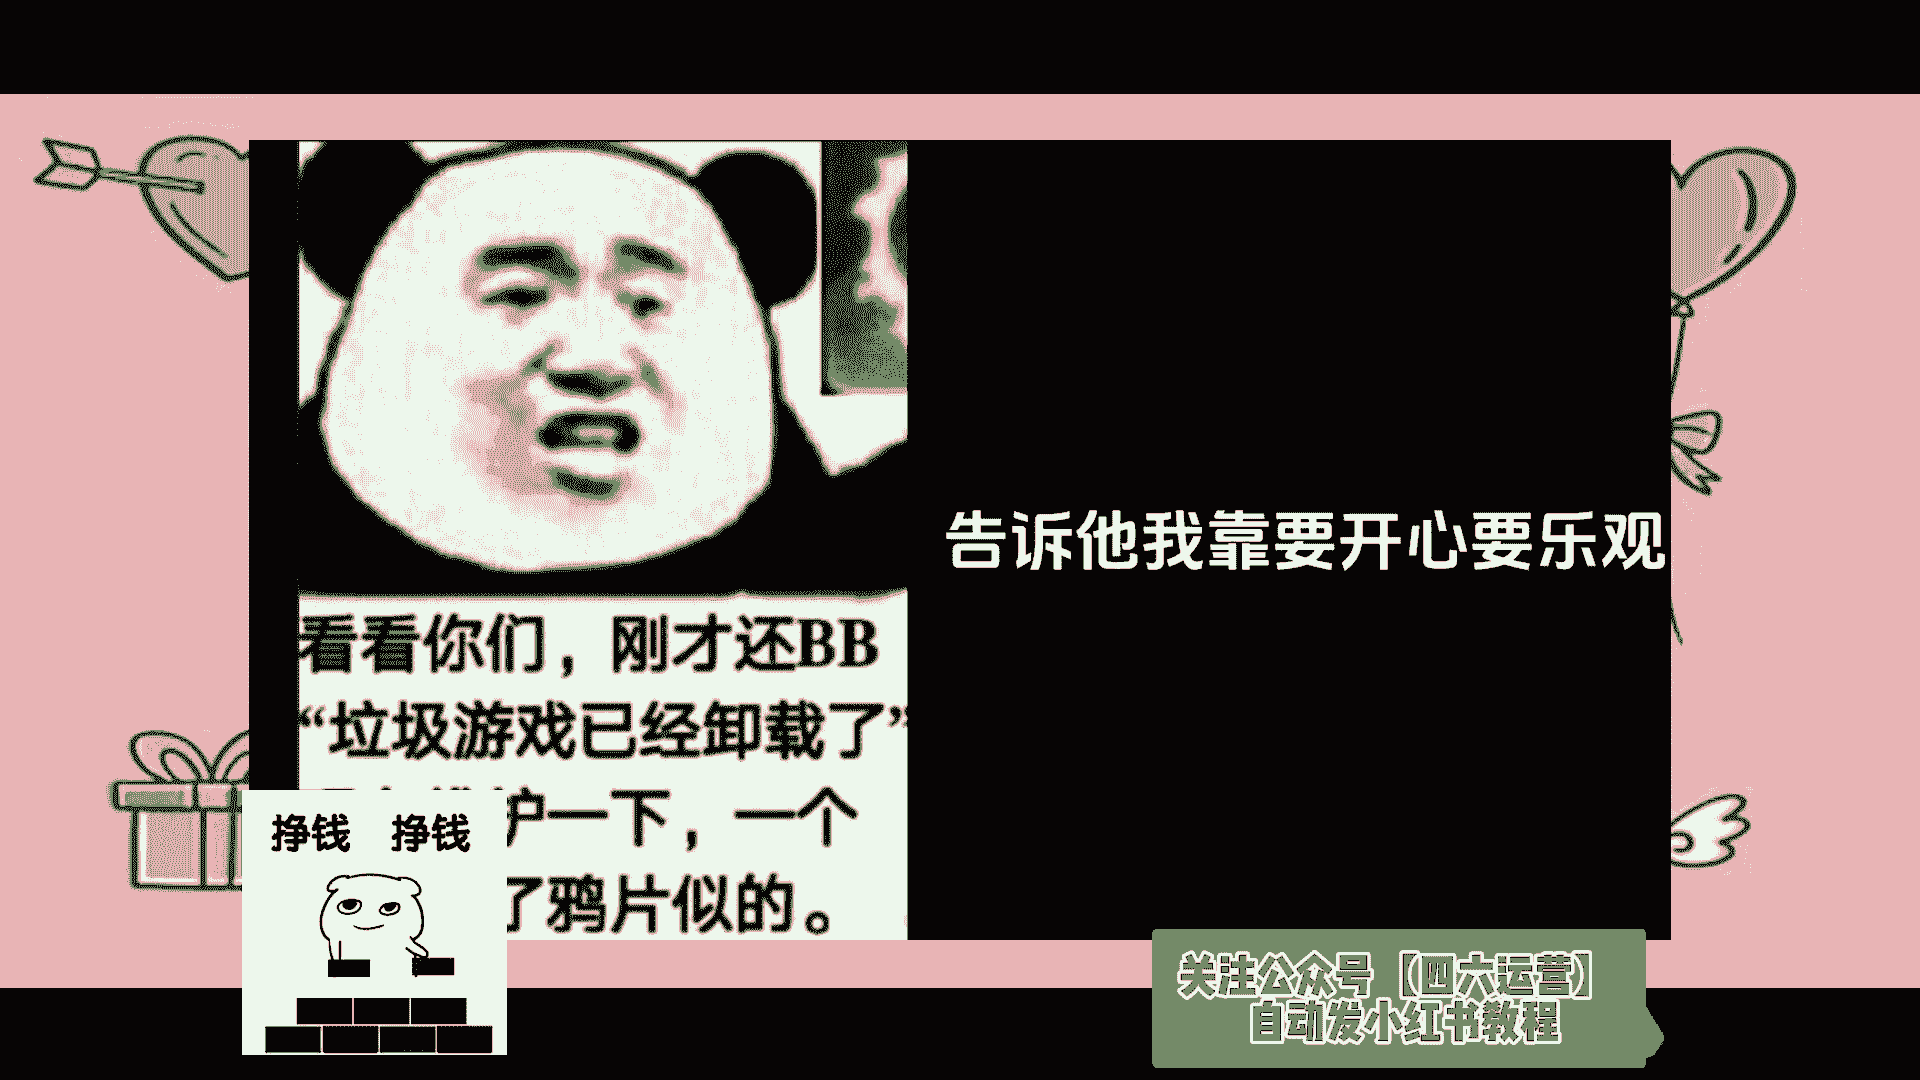 告诉他我靠要开心要乐观
看看你们，刚才还BB
“垃圾游戏已经卸载了”
护一下，一个
了鸦片似的。
挣钱 挣钱
关注公众号【四六运营】
自动发小红书教程